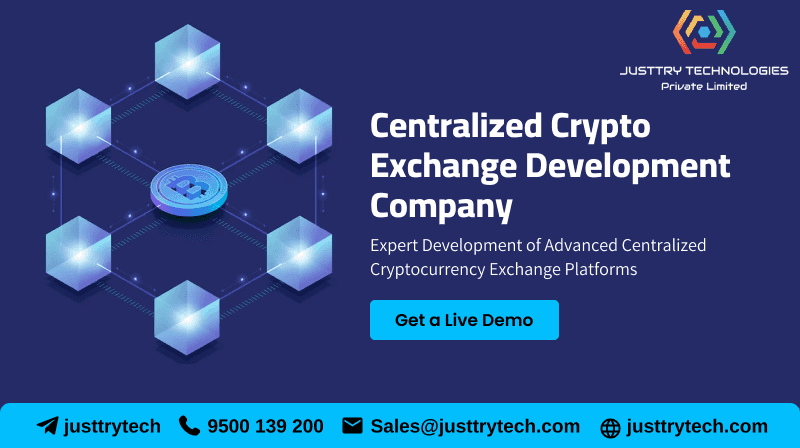 JUSTTRY TECHNOLOGIES
Private Limited
Centralized Crypto
Exchange Development
Company
Expert Development of Advanced Centralized
Cryptocurrency Exchange Platforms
Get a Live Demo
justtrytech 9500 139 200 Sales@justtrytech.com justtrytech.com